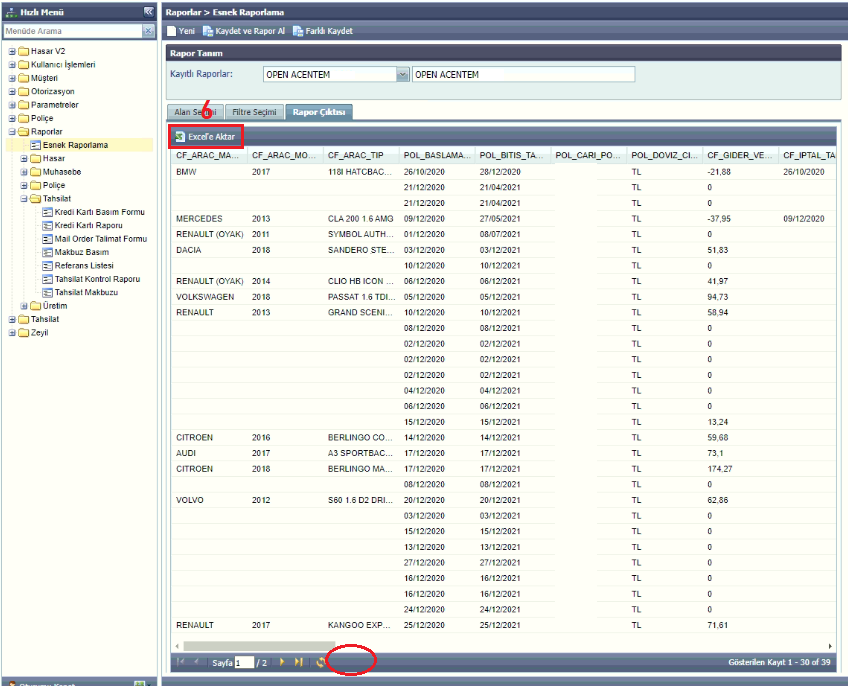 Hızlı Menü
Menüde Arama
Hasar V2
Kullanıcı İşlemleri
Müşteri
Otorizasyon
Parametreler
Poliçe
Raporlar
Esnek Raporlama
Hasar
Muhasebe
Poliçe
Tahsilat
Kredi Kartı Basım Formu
Kredi Kartı Raporu
Mail Order Talimat Formu
Makbuz Basım
Referans Listesi
Tahsilat Kontrol Raporu
Tahsilat Makbuzu
Üretim
Tahsilat
Zeyil
Raporlar > Esnek Raporlama
Yeni Kaydet ve Rapor Al Farklı Kaydet
Rapor Tanım
Kayıtlı Raporlar: OPEN ACENTEM OPEN ACENTEM
6
Alan Seçimi Filtre Seçimi Rapor Çıktısı
Excel'e Aktar
CF_ARAC_MA... CF_ARAC_MO... CF_ARAC_TIP POL_BASLAMA... POL_BITIS_TA... POL_CARI_PO... POL_DOVIZ_CI... CF_GIDER_VE... CF_IPTAL_TA
BMW 2017 118I HATCBAC... 26/10/2020 28/12/2020 TL -21,88 26/10/2020
21/12/2020 21/04/2021 TL 0
21/12/2020 21/04/2021 TL 0
MERCEDES 2013 CLA 200 1.6 AMG 09/12/2020 27/05/2021 TL -37,95 09/12/2020
RENAULT (OYAK) 2011 SYMBOL AUTH... 01/12/2020 08/07/2021 TL 0
DACIA 2018 SANDERO STE... 03/12/2020 03/12/2021 TL 51,83
10/12/2020 10/12/2021 TL 0
RENAULT (OYAK) 2014 CLIO HB ICON ... 06/12/2020 06/12/2021 TL 41,97
VOLKSWAGEN 2018 PASSAT 1.6 TDI... 05/12/2020 05/12/2021 TL 94,73
RENAULT 2013 GRAND SCENI... 10/12/2020 10/12/2021 TL 58,94
08/12/2020 08/12/2021 TL 0
02/12/2020 02/12/2021 TL 0
02/12/2020 02/12/2021 TL 0
02/12/2020 02/12/2021 TL 0
04/12/2020 04/12/2021 TL 0
06/12/2020 06/12/2021 TL 0
15/12/2020 15/12/2021 TL 13,24
CITROEN 2016 BERLINGO CO... 14/12/2020 14/12/2021 TL 59,68
AUDI 2017 A3 SPORTBAC... 17/12/2020 17/12/2021 TL 73,1
CITROEN 2018 BERLINGO MA... 17/12/2020 17/12/2021 TL 174,27
08/12/2020 08/12/2021 TL 0
VOLVO 2012 S60 1.6 D2 DRI... 20/12/2020 20/12/2021 TL 62,86
03/12/2020 03/12/2021 TL 0
15/12/2020 15/12/2021 TL 0
13/12/2020 13/12/2021 TL 0
27/12/2020 27/12/2021 TL 0
16/12/2020 16/12/2021 TL 0
16/12/2020 16/12/2021 TL 0
24/12/2020 24/12/2021 TL 0
RENAULT 2017 KANGOO EXP... 25/12/2020 25/12/2021 TL 71,61
Sayfa 1 / 2 Gösterilen Kayıt 1 - 30 of 39